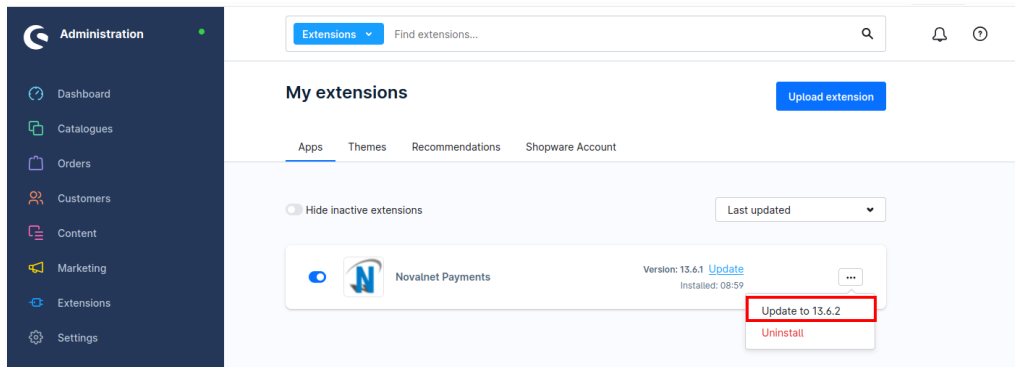 Administration
Extensions Find extensions...
Dashboard
My extensions
Upload extension
Catalogues
Apps Themes Recommendations Shopware Account
Orders
Customers
Hide inactive extensions
Last updated
Content
Marketing
Novalnet Payments
Version: 13.6.1 Update
Installed: 08:59
Extensions
Update to 13.6.2
Settings
Uninstall